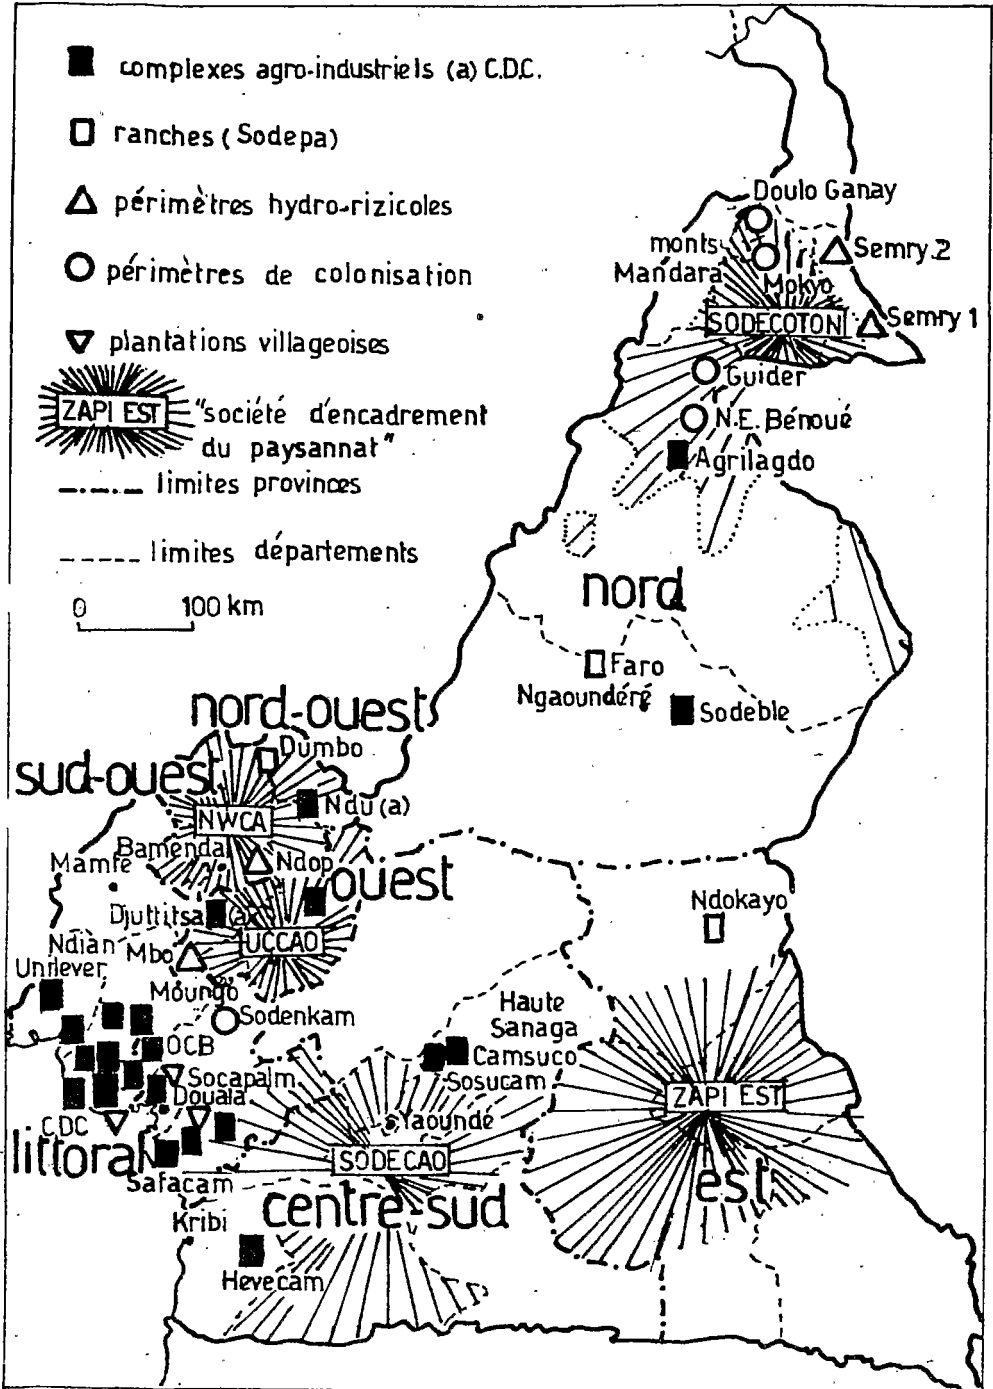 complexes agro-industriels (a) C.D.C.
ranches (Sodepa)
périmètres hydro-rizicoles
périmètres de colonisation
plantations villageoises
ZAPI EST
"société d'encadrement
du paysannat"
limites provinces
limites départements
0 100 km
Doulo Ganay
monts
Mandara
Mokyo
Semry.2
SODECOTON
Semry 1
Guider
N.E. Bénoué
Agrilagdo
nord
Faro
Ngaoundéré
Sodeble
nord-ouest
Dumbo
sud-ouest
Ndu (a)
NWCA
Bamenda
Mamfe
Ndop
ouest
Djuttitsa (a)
UCCAO
Ndokayo
Ndian
Unilever
Mbo
Moungo
Sodenkam
Haute
Sanaga
OCB
Camsuco
Sosucam
Socapalm
Douala
ZAPI EST
CDC
Yaoundé
littoral
SODECAO
Safacam
est
centre-sud
Kribi
Hevecam